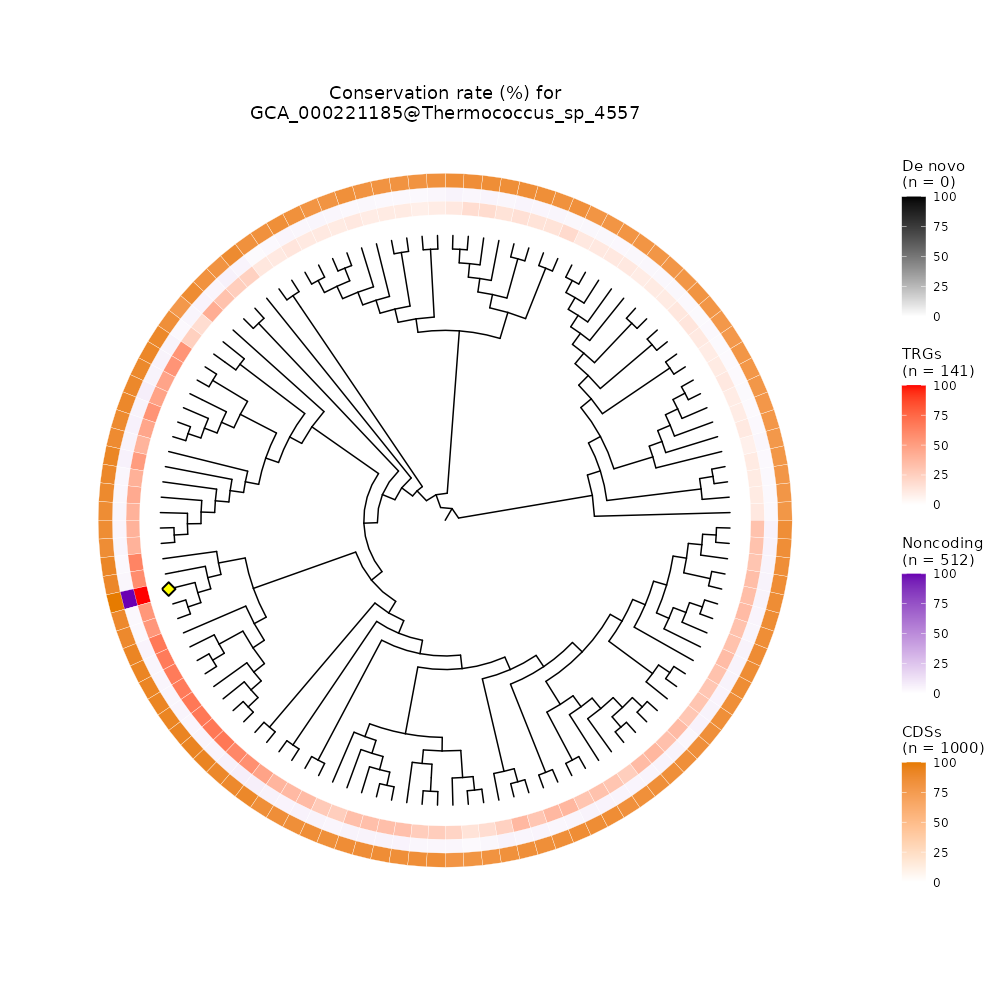 Conservation rate (%) for
GCA_000221185@Thermococcus_sp_4557
De novo
(n = 0)
100
75
50
25
0
TRGs
(n = 141)
100
75
50
25
0
Noncoding
(n = 512)
100
75
50
25
0
CDSs
(n = 1000)
100
75
50
25
0